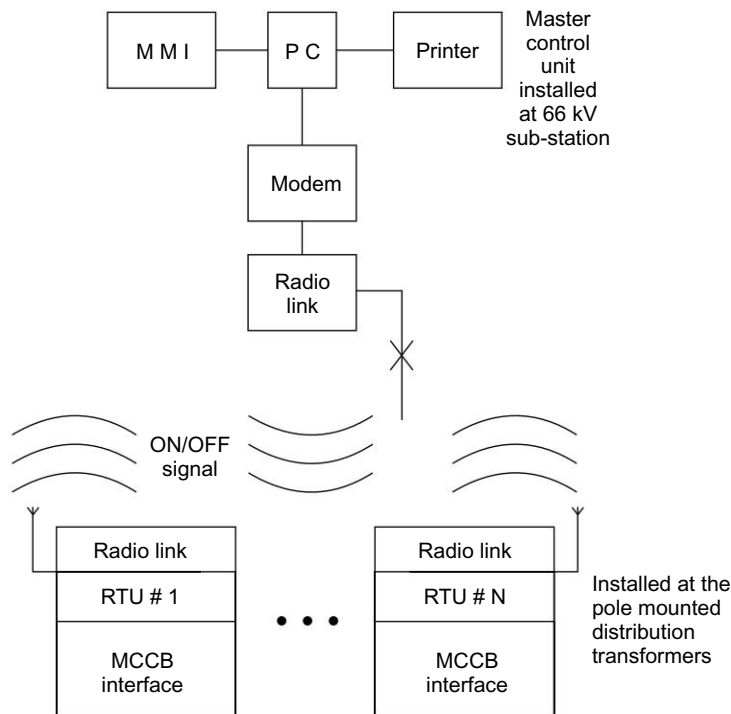 M M I
P C
Printer
Master
control
unit
installed
at 66 kV
sub-station
Modem
Radio
link
ON/OFF
signal
Radio link
RTU # 1
MCCB
interface
Radio link
RTU # N
MCCB
interface
Installed at the
pole mounted
distribution
transformers